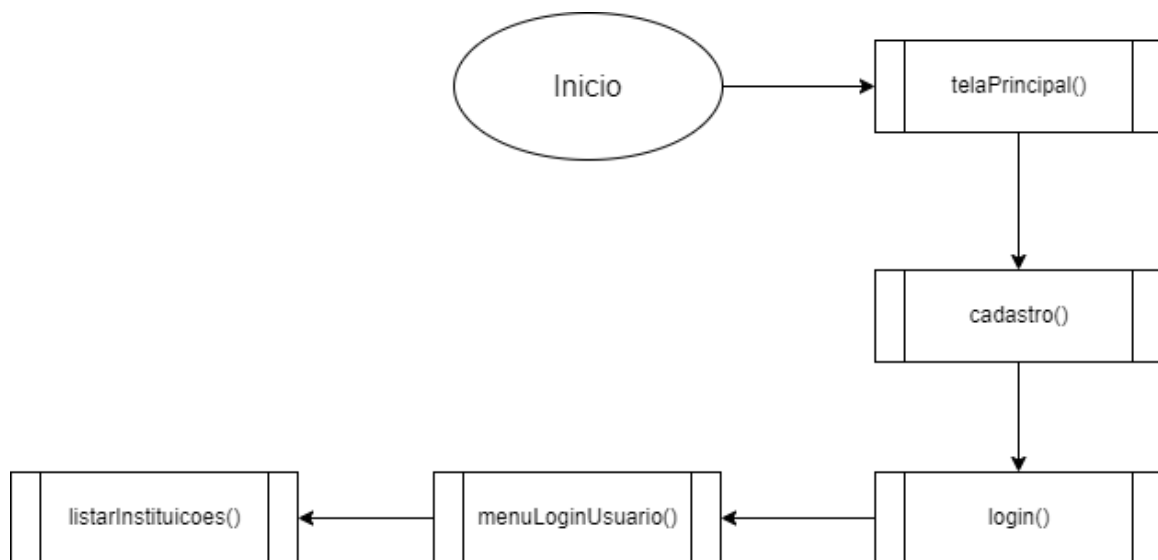 Inicio
telaPrincipal()
cadastro()
login()
menuLoginUsuario()
listarInstituicoes()